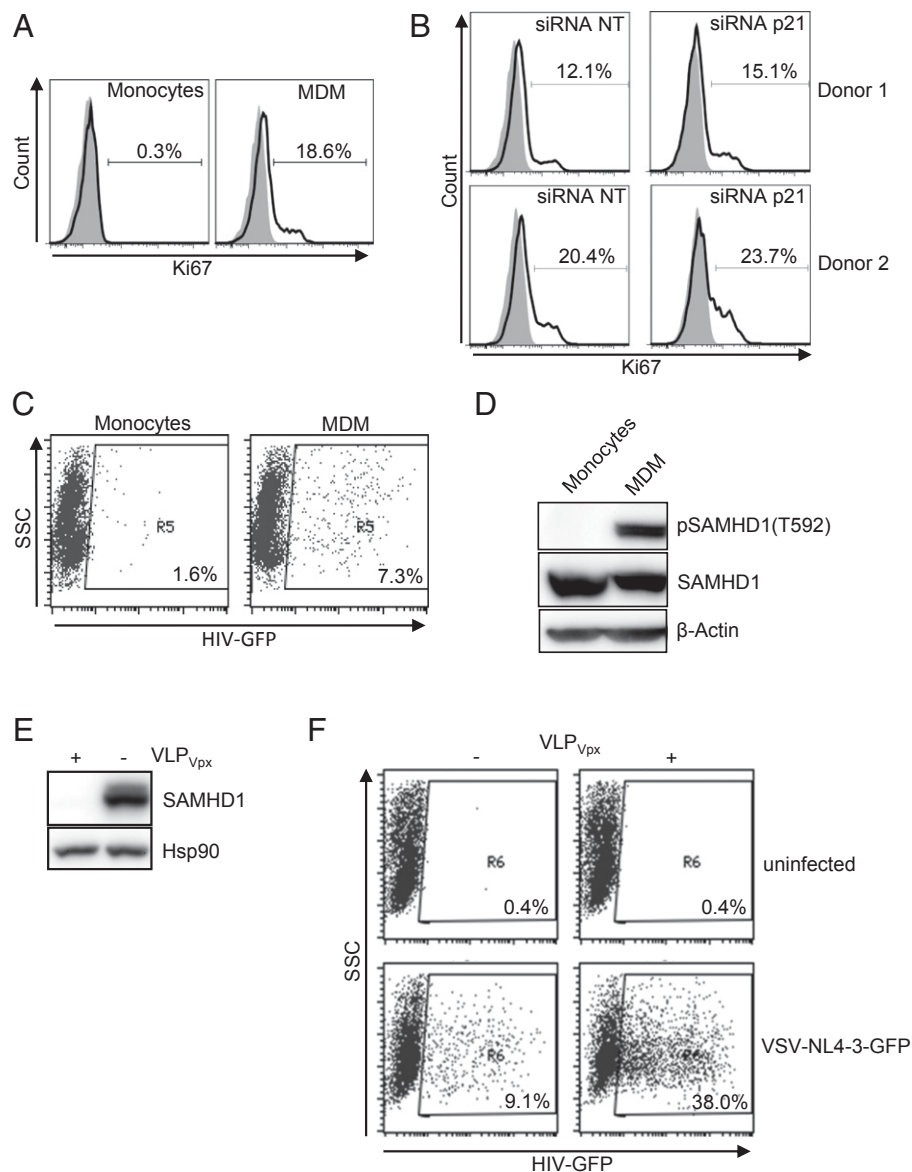 A
Monocytes
MDM
0.3%
18.6%
Count
Ki67
B
siRNA NT
siRNA p21
12.1%
15.1%
Donor 1
siRNA NT
siRNA p21
20.4%
23.7%
Donor 2
Count
Ki67
C
Monocytes
MDM
R5
R5
1.6%
7.3%
SSC
HIV-GFP
D
Monocytes
MDM
pSAMHD1(T592)
SAMHD1
β-Actin
E
+ - VLPVpx
SAMHD1
Hsp90
F
VLPVpx
- +
R6
R6
0.4%
0.4%
uninfected
R6
R6
9.1%
38.0%
VSV-NL4-3-GFP
SSC
HIV-GFP